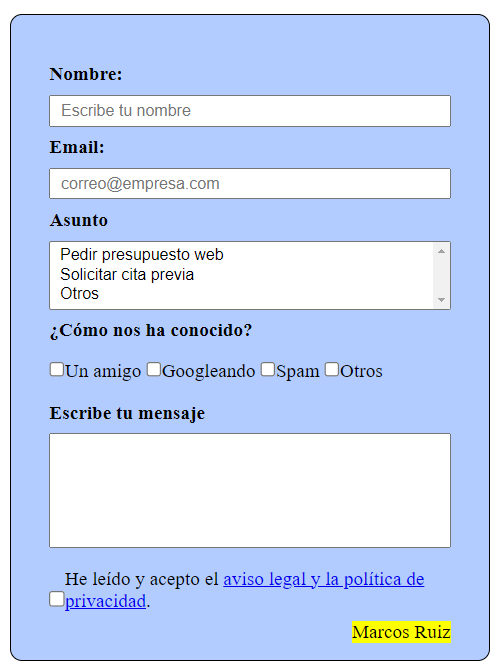 Nombre:
Escribe tu nombre
Email:
correo@empresa.com
Asunto
Pedir presupuesto web
Solicitar cita previa
Otros
¿Cómo nos ha conocido?
Un amigo Googleando Spam Otros
Escribe tu mensaje
He leído y acepto el aviso legal y la política de
privacidad.
Marcos Ruiz